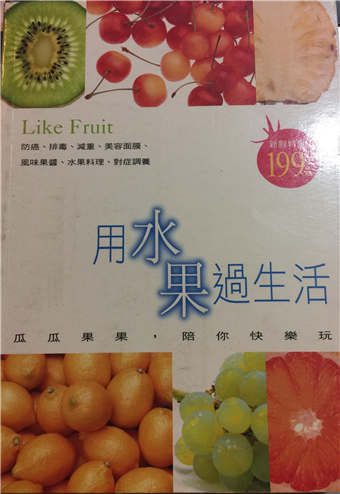 Like Fruit
防癌、排毒、減重、美容面膜、
風味果醬、水果料理、對症調養
新鮮特價
199
用水果過生活
瓜瓜果果，陪你快樂玩